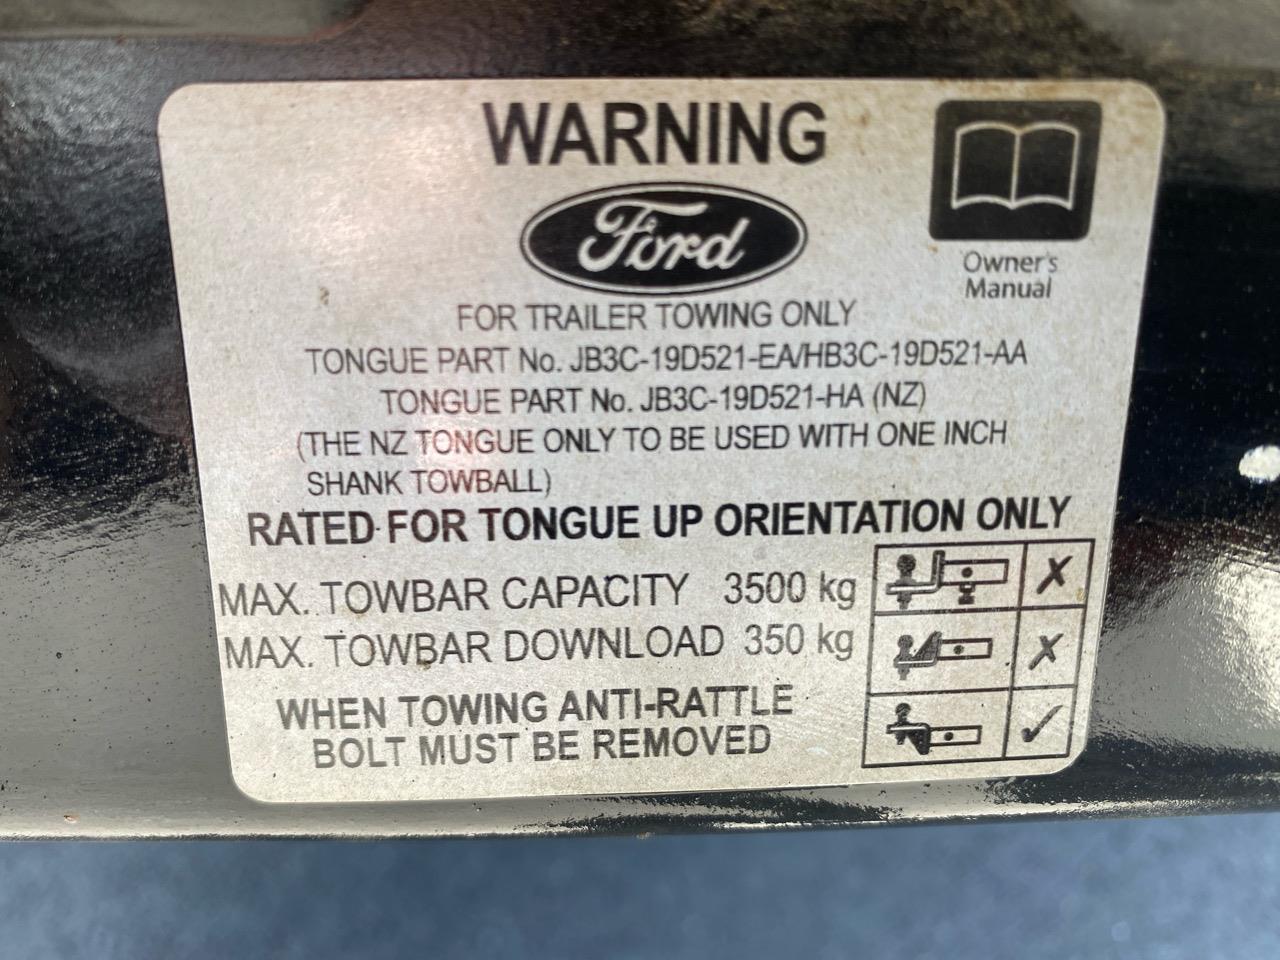 WARNING
Ford
Owner's
Manual
FOR TRAILER TOWING ONLY
TONGUE PART No. JB3C-19D521-EA/HB3C-19D521-AA
TONGUE PART No. JB3C-19D521-HA (NZ)
(THE NZ TONGUE ONLY TO BE USED WITH ONE INCH
SHANK TOWBALL)
RATED FOR TONGUE UP ORIENTATION ONLY
MAX. TOWBAR CAPACITY 3500 kg
MAX. TOWBAR DOWNLOAD 350 kg
WHEN TOWING ANTI-RATTLE
BOLT MUST BE REMOVED